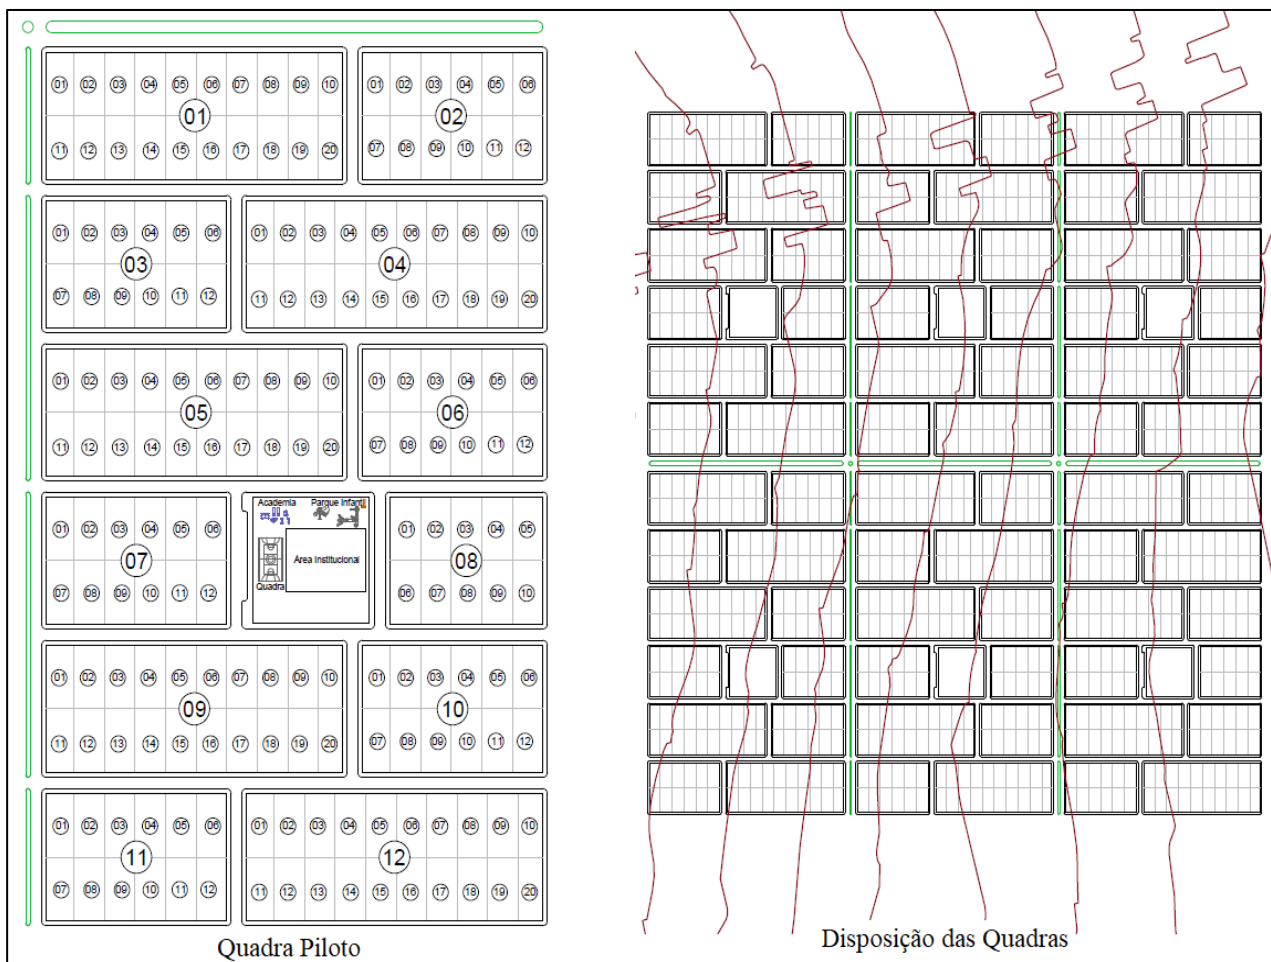 01 02 03 04 05 06 07 08 09 10
01
11 12 13 14 15 16 17 18 19 20
01 02 03 04 05 06
02
07 08 09 10 11 12
01 02 03 04 05 06
03
07 08 09 10 11 12
01 02 03 04 05 06 07 08 09 10
04
11 12 13 14 15 16 17 18 19 20
01 02 03 04 05 06 07 08 09 10
05
11 12 13 14 15 16 17 18 19 20
01 02 03 04 05 06
06
07 08 09 10 11 12
01 02 03 04 05 06
07
07 08 09 10 11 12
Academia Parque Infantil
Área Institucional
Quadra
01 02 03 04 05
08
06 07 08 09 10
01 02 03 04 05 06 07 08 09 10
09
11 12 13 14 15 16 17 18 19 20
01 02 03 04 05 06
10
07 08 09 10 11 12
01 02 03 04 05 06
11
07 08 09 10 11 12
01 02 03 04 05 06 07 08 09 10
12
11 12 13 14 15 16 17 18 19 20
Quadra Piloto
Disposição das Quadras